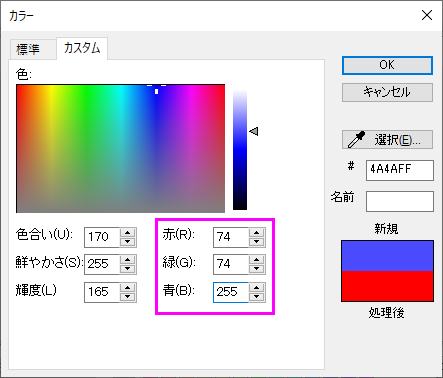 カラー
標準 カスタム
色:
OK
キャンセル
選択(E)...
# 4A4AFF
名前
色合い(U): 170 赤(R): 74
鮮やかさ(S): 255 緑(G): 74
輝度(L) 165 青(B) 255
新規
処理後